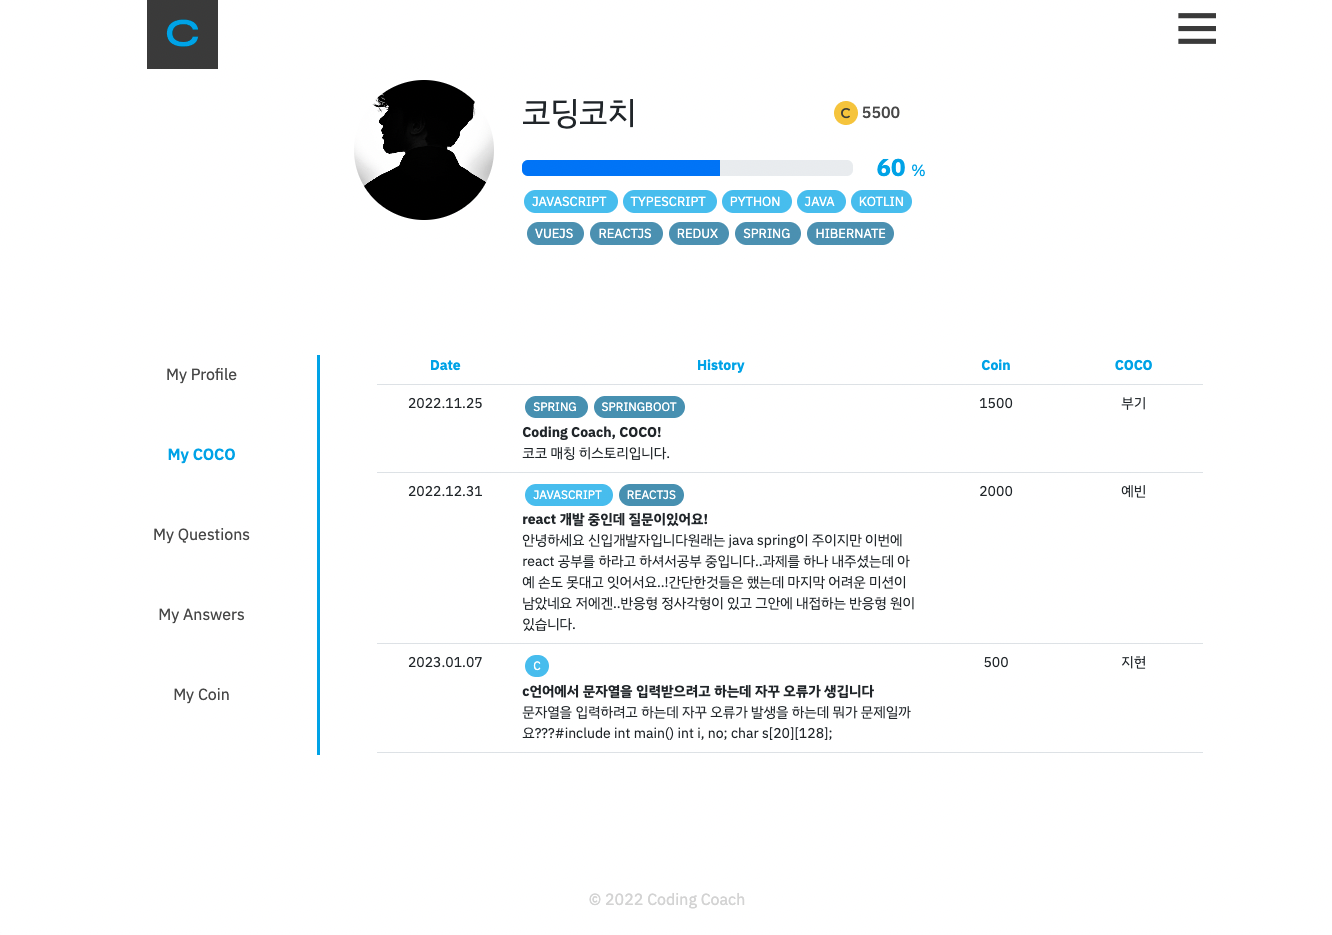 C
코딩코치
C 5500
60 %
JAVASCRIPT TYPESCRIPT PYTHON JAVA KOTLIN
VUEJS REACTJS REDUX SPRING HIBERNATE
My Profile
My COCO
My Questions
My Answers
My Coin
Date History Coin COCO
2022.11.25 SPRING SPRINGBOOT 1500 부기
Coding Coach, COCO!
코코 매칭 히스토리입니다.
2022.12.31 JAVASCRIPT REACTJS 2000 예빈
react 개발 중인데 질문이있어요!
안녕하세요 신입개발자입니다원래는 java spring이 주이지만 이번에
react 공부를 하라고 하셔서공부 중입니다..과제를 하나 내주셨는데 아
예 손도 못대고 잇어서요..!간단한것들은 했는데 마지막 어려운 미션이
남았네요 저에겐..반응형 정사각형이 있고 그안에 내접하는 반응형 원이
있습니다.
2023.01.07 C 500 지현
c언어에서 문자열을 입력받으려고 하는데 자꾸 오류가 생깁니다
문자열을 입력하려고 하는데 자꾸 오류가 발생을 하는데 뭐가 문제일까
요???#include int main() int i, no; char s[20][128];
© 2022 Coding Coach